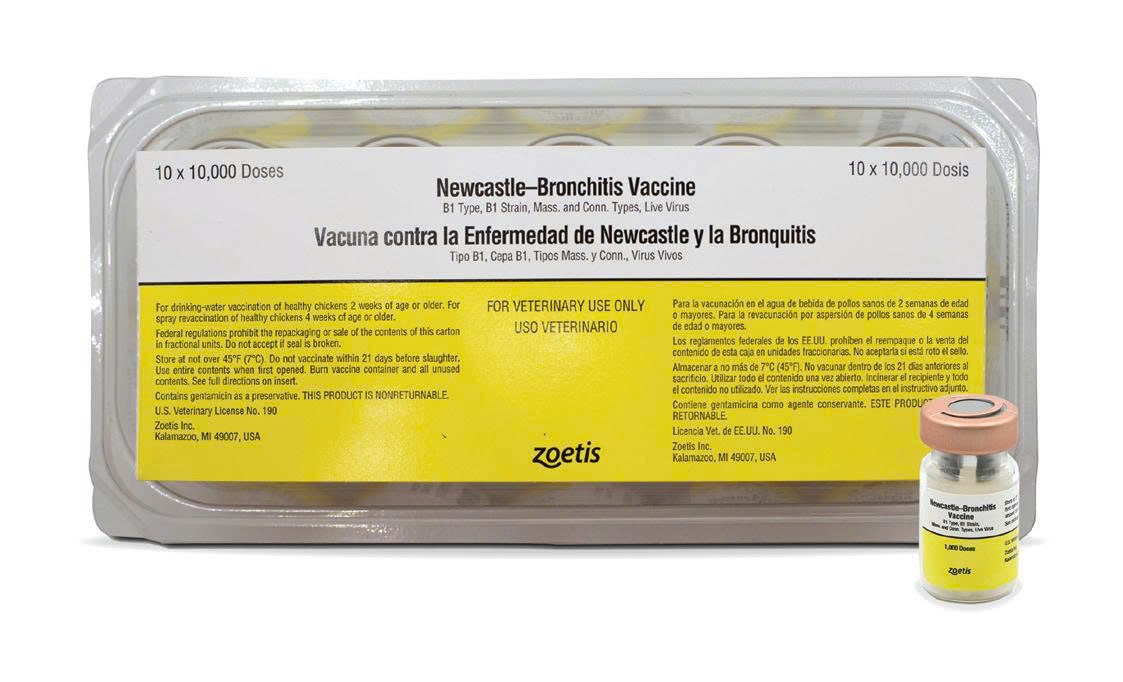 10 x 10,000 Doses
10 x 10,000 Dosis
Newcastle–Bronchitis Vaccine
B1 Type, B1 Strain, Mass. and Conn. Types, Live Virus
Vacuna contra la Enfermedad de Newcastle y la Bronquitis
Tipo B1, Cepa B1, Tipos Mass. y Conn., Virus Vivos
For drinking-water vaccination of healthy chickens 2 weeks of age or older. For
spray revaccination of healthy chickens 4 weeks of age or older.
Federal regulations prohibit the repackaging or sale of the contents of this carton
in fractional units. Do not accept if seal is broken.
Store at not over 45°F (7°C). Do not vaccinate within 21 days before slaughter.
Use entire contents when first opened. Burn vaccine container and all unused
contents. See full directions on insert.
Contains gentamicin as a preservative. THIS PRODUCT IS NONRETURNABLE.
U.S. Veterinary License No. 190
Zoetis Inc.
Kalamazoo, MI 49007, USA
FOR VETERINARY USE ONLY
USO VETERINARIO
zoetis
Para la vacunación en el agua de bebida de pollos sanos de 2 semanas de edad
o mayores. Para la revacunación por aspersión de pollos sanos de 4 semanas
de edad o mayores.
Los reglamentos federales de los EE.UU. prohiben el reempaque o la venta del
contenido de esta caja en unidades fraccionarias. No aceptarla si está roto el sello.
Almacenar a no más de 7°C (45°F). No vacunar dentro de los 21 días anteriores al
sacrificio. Utilizar todo el contenido una vez abierto. Incinerar el recipiente y todo
el contenido no utilizado. Ver las instrucciones completas en el instructivo adjunto.
Contiene gentamicina como agente conservante. ESTE PRODUC
RETORNABLE.
Licencia Vet. de EE.UU. No. 190
Zoetis Inc.
Kalamazoo, MI 49007, USA
Newcastle–Bronchitis
Vaccine
B1 Type, B1 Strain,
Mass. and Conn. Types, Live Virus
1,000 Doses
zoetis